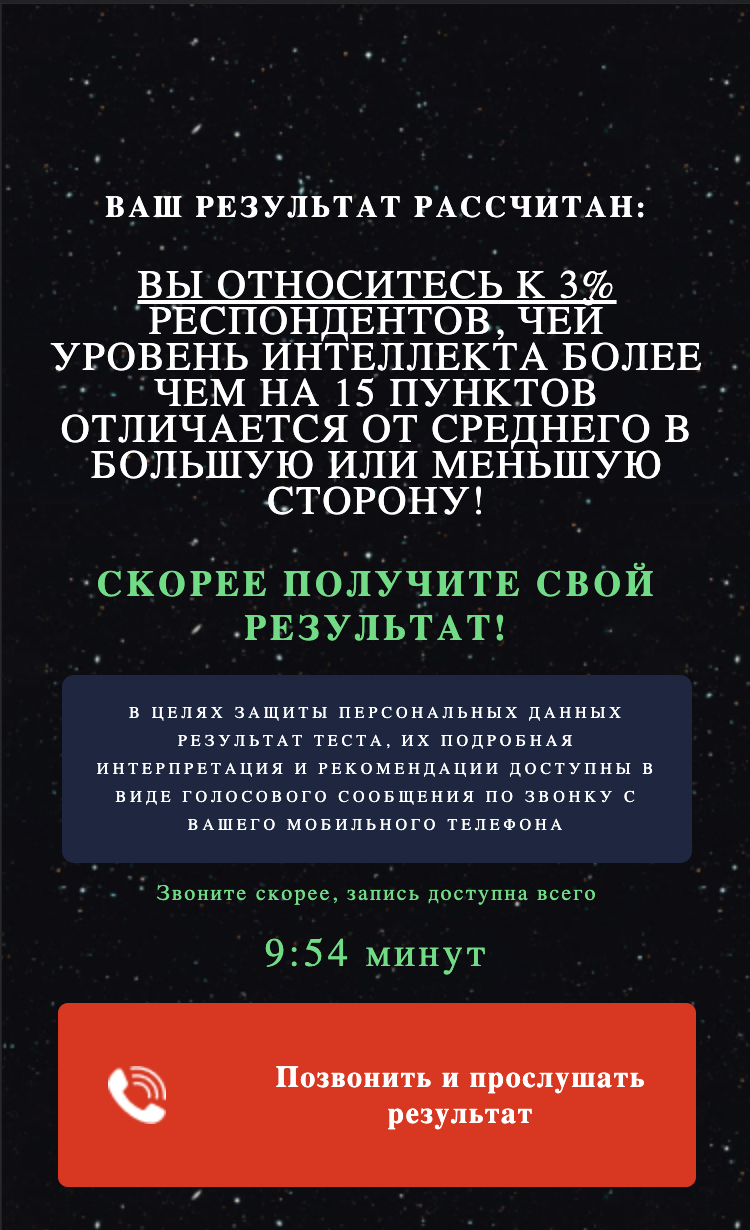 ВАШ РЕЗУЛЬТАТ РАССЧИТАН:
ВЫ ОТНОСИТЕСЬ К 3%
РЕСПОНДЕНТОВ, ЧЕЙ
УРОВЕНЬ ИНТЕЛЛЕКТА БОЛЕЕ
ЧЕМ НА 15 ПУНКТОВ
ОТЛИЧАЕТСЯ ОТ СРЕДНЕГО В
БОЛЬШУЮ ИЛИ МЕНЬШУЮ
СТОРОНУ!
СКОРЕЕ ПОЛУЧИТЕ СВОЙ
РЕЗУЛЬТАТ!
В ЦЕЛЯХ ЗАЩИТЫ ПЕРСОНАЛЬНЫХ ДАННЫХ
РЕЗУЛЬТАТ ТЕСТА, ИХ ПОДРОБНАЯ
ИНТЕРПРЕТАЦИЯ И РЕКОМЕНДАЦИИ ДОСТУПНЫ В
ВИДЕ ГОЛОСОВОГО СООБЩЕНИЯ ПО ЗВОНКУ С
ВАШЕГО МОБИЛЬНОГО ТЕЛЕФОНА
Звоните скорее, запись доступна всего
9:54 минут
Позвонить и прослушать
результат